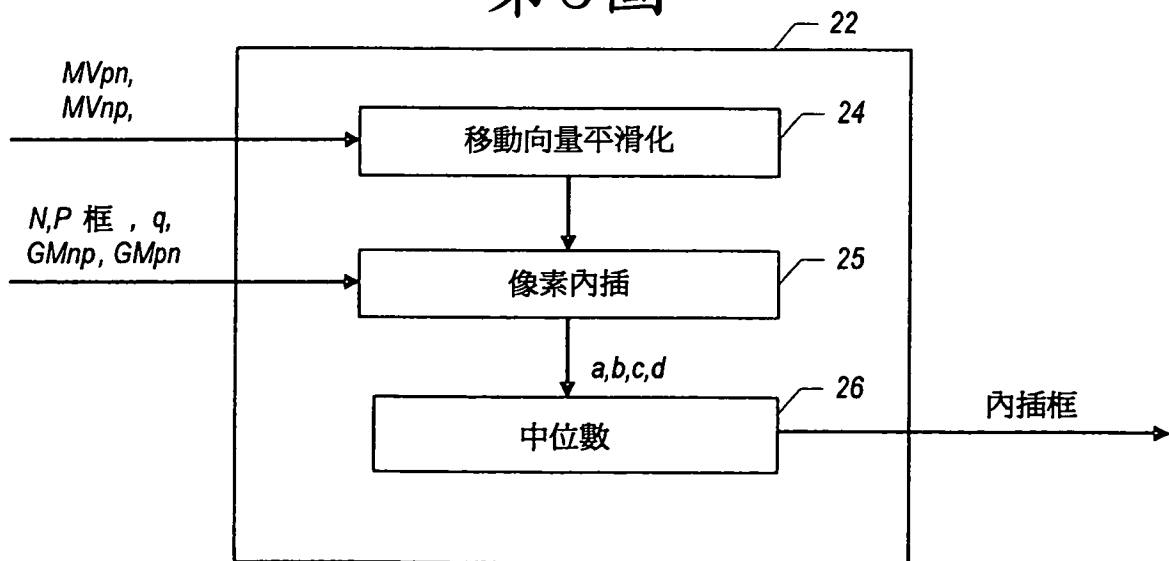 22
MVpn,
MVnp,
24
移動向量平滑化
N,P 框 , q,
GMnp, GMpn
25
像素內插
a,b,c,d
26
中位數
內插框